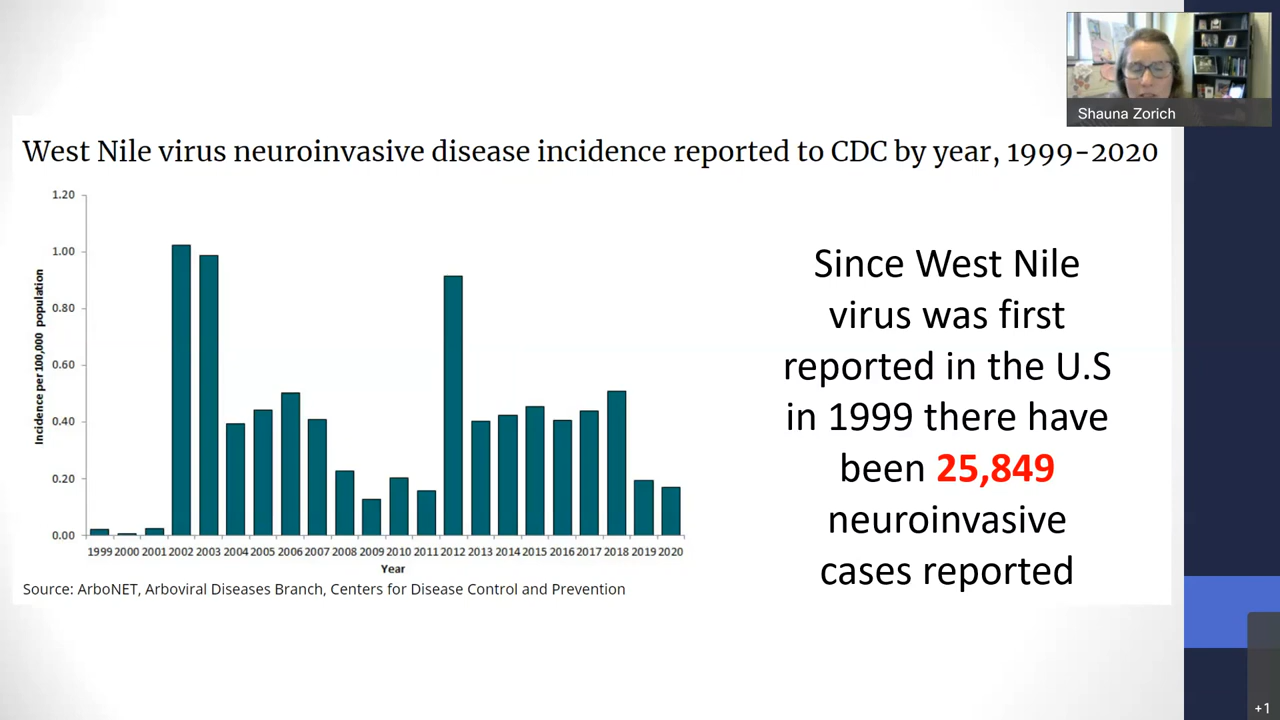 Shauna Zorich
West Nile virus neuroinvasive disease incidence reported to CDC by year, 1999-2020
1.20
1.00
0.80
0.60
0.40
0.20
0.00
Incidence per 100,000 population
1999 2000 2001 2002 2003 2004 2005 2006 2007 2008 2009 2010 2011 2012 2013 2014 2015 2016 2017 2018 2019 2020
Year
Source: ArboNET, Arboviral Diseases Branch, Centers for Disease Control and Prevention
Since West Nile
virus was first
reported in the U.S
in 1999 there have
been 25,849
neuroinvasive
cases reported
+1